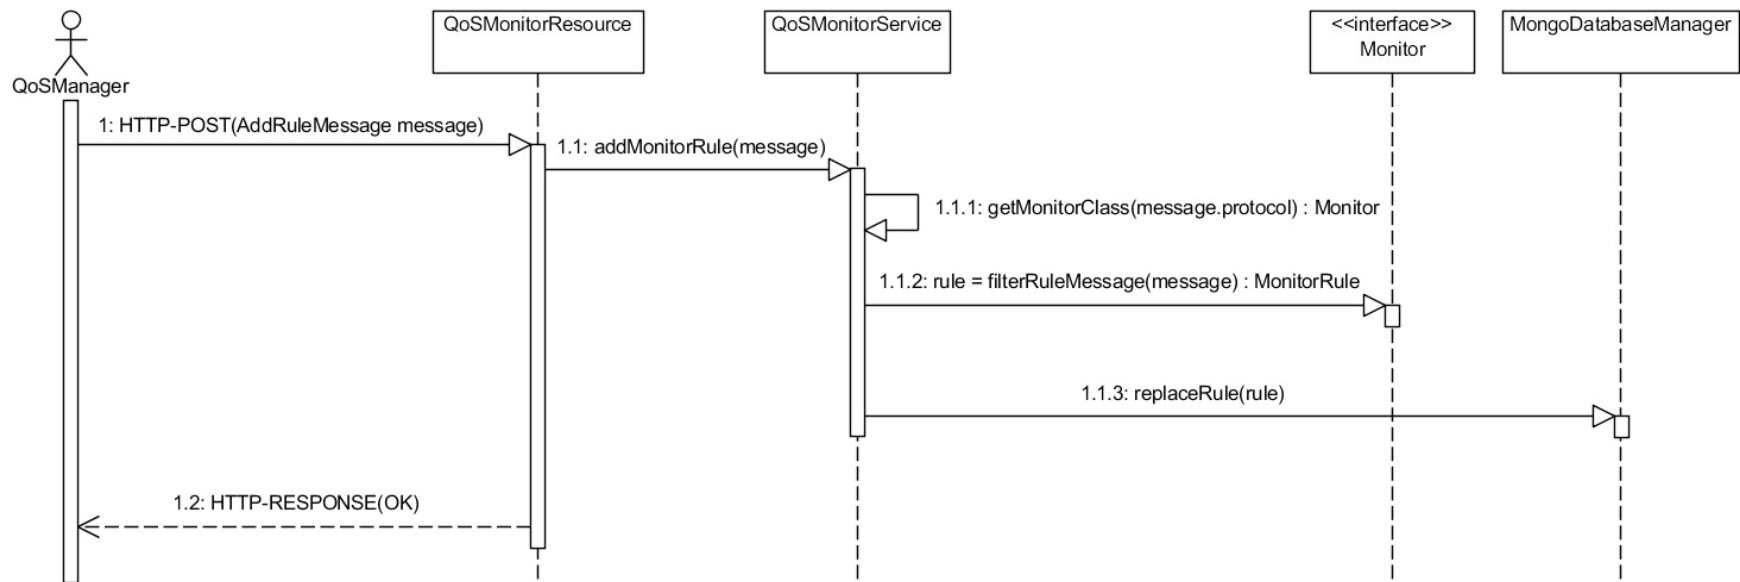 QoSManager
QoSMonitorResource
QoSMonitorService
<<interface>>
Monitor
MongoDatabaseManager
1: HTTP-POST(AddRuleMessage message)
1.1: addMonitorRule(message)
1.1.1: getMonitorClass(message.protocol) : Monitor
1.1.2: rule = filterRuleMessage(message) : MonitorRule
1.1.3: replaceRule(rule)
1.2: HTTP-RESPONSE(OK)